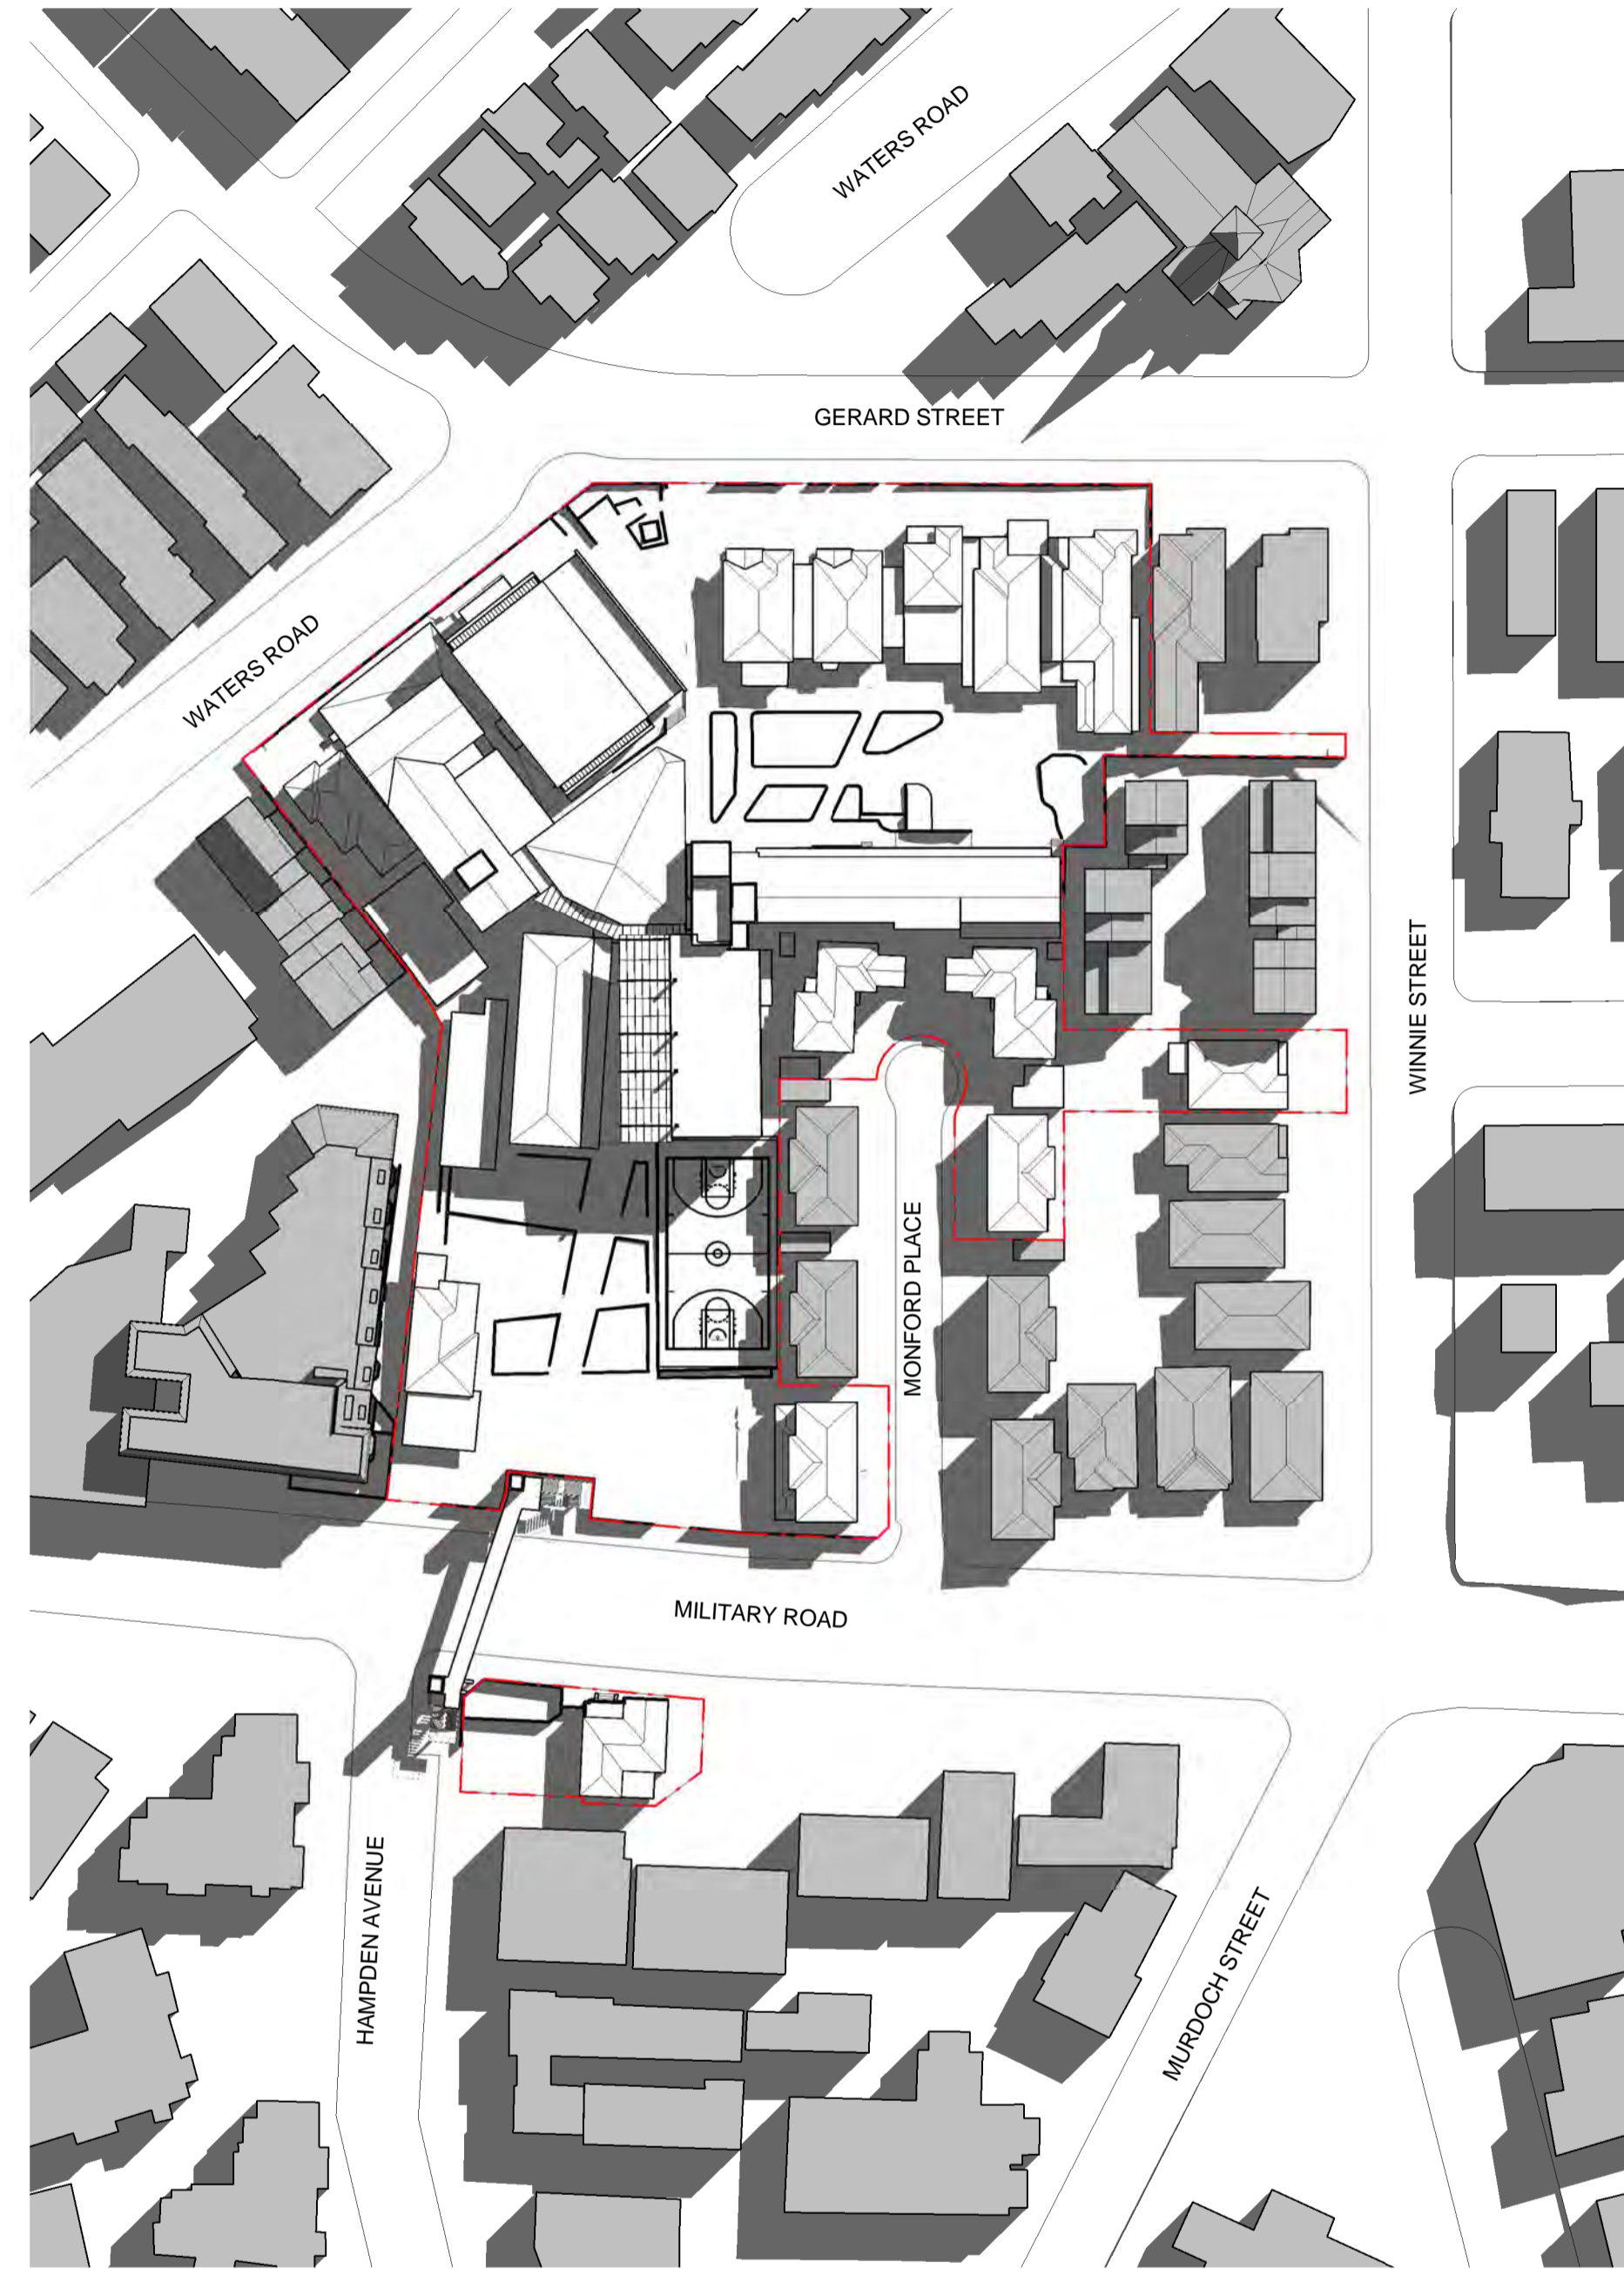 WATERS ROAD
GERARD STREET
WATERS ROAD
WINNIE STREET
MONFORD PLACE
MILITARY ROAD
HAMPDEN AVENUE
MURDOCH STREET